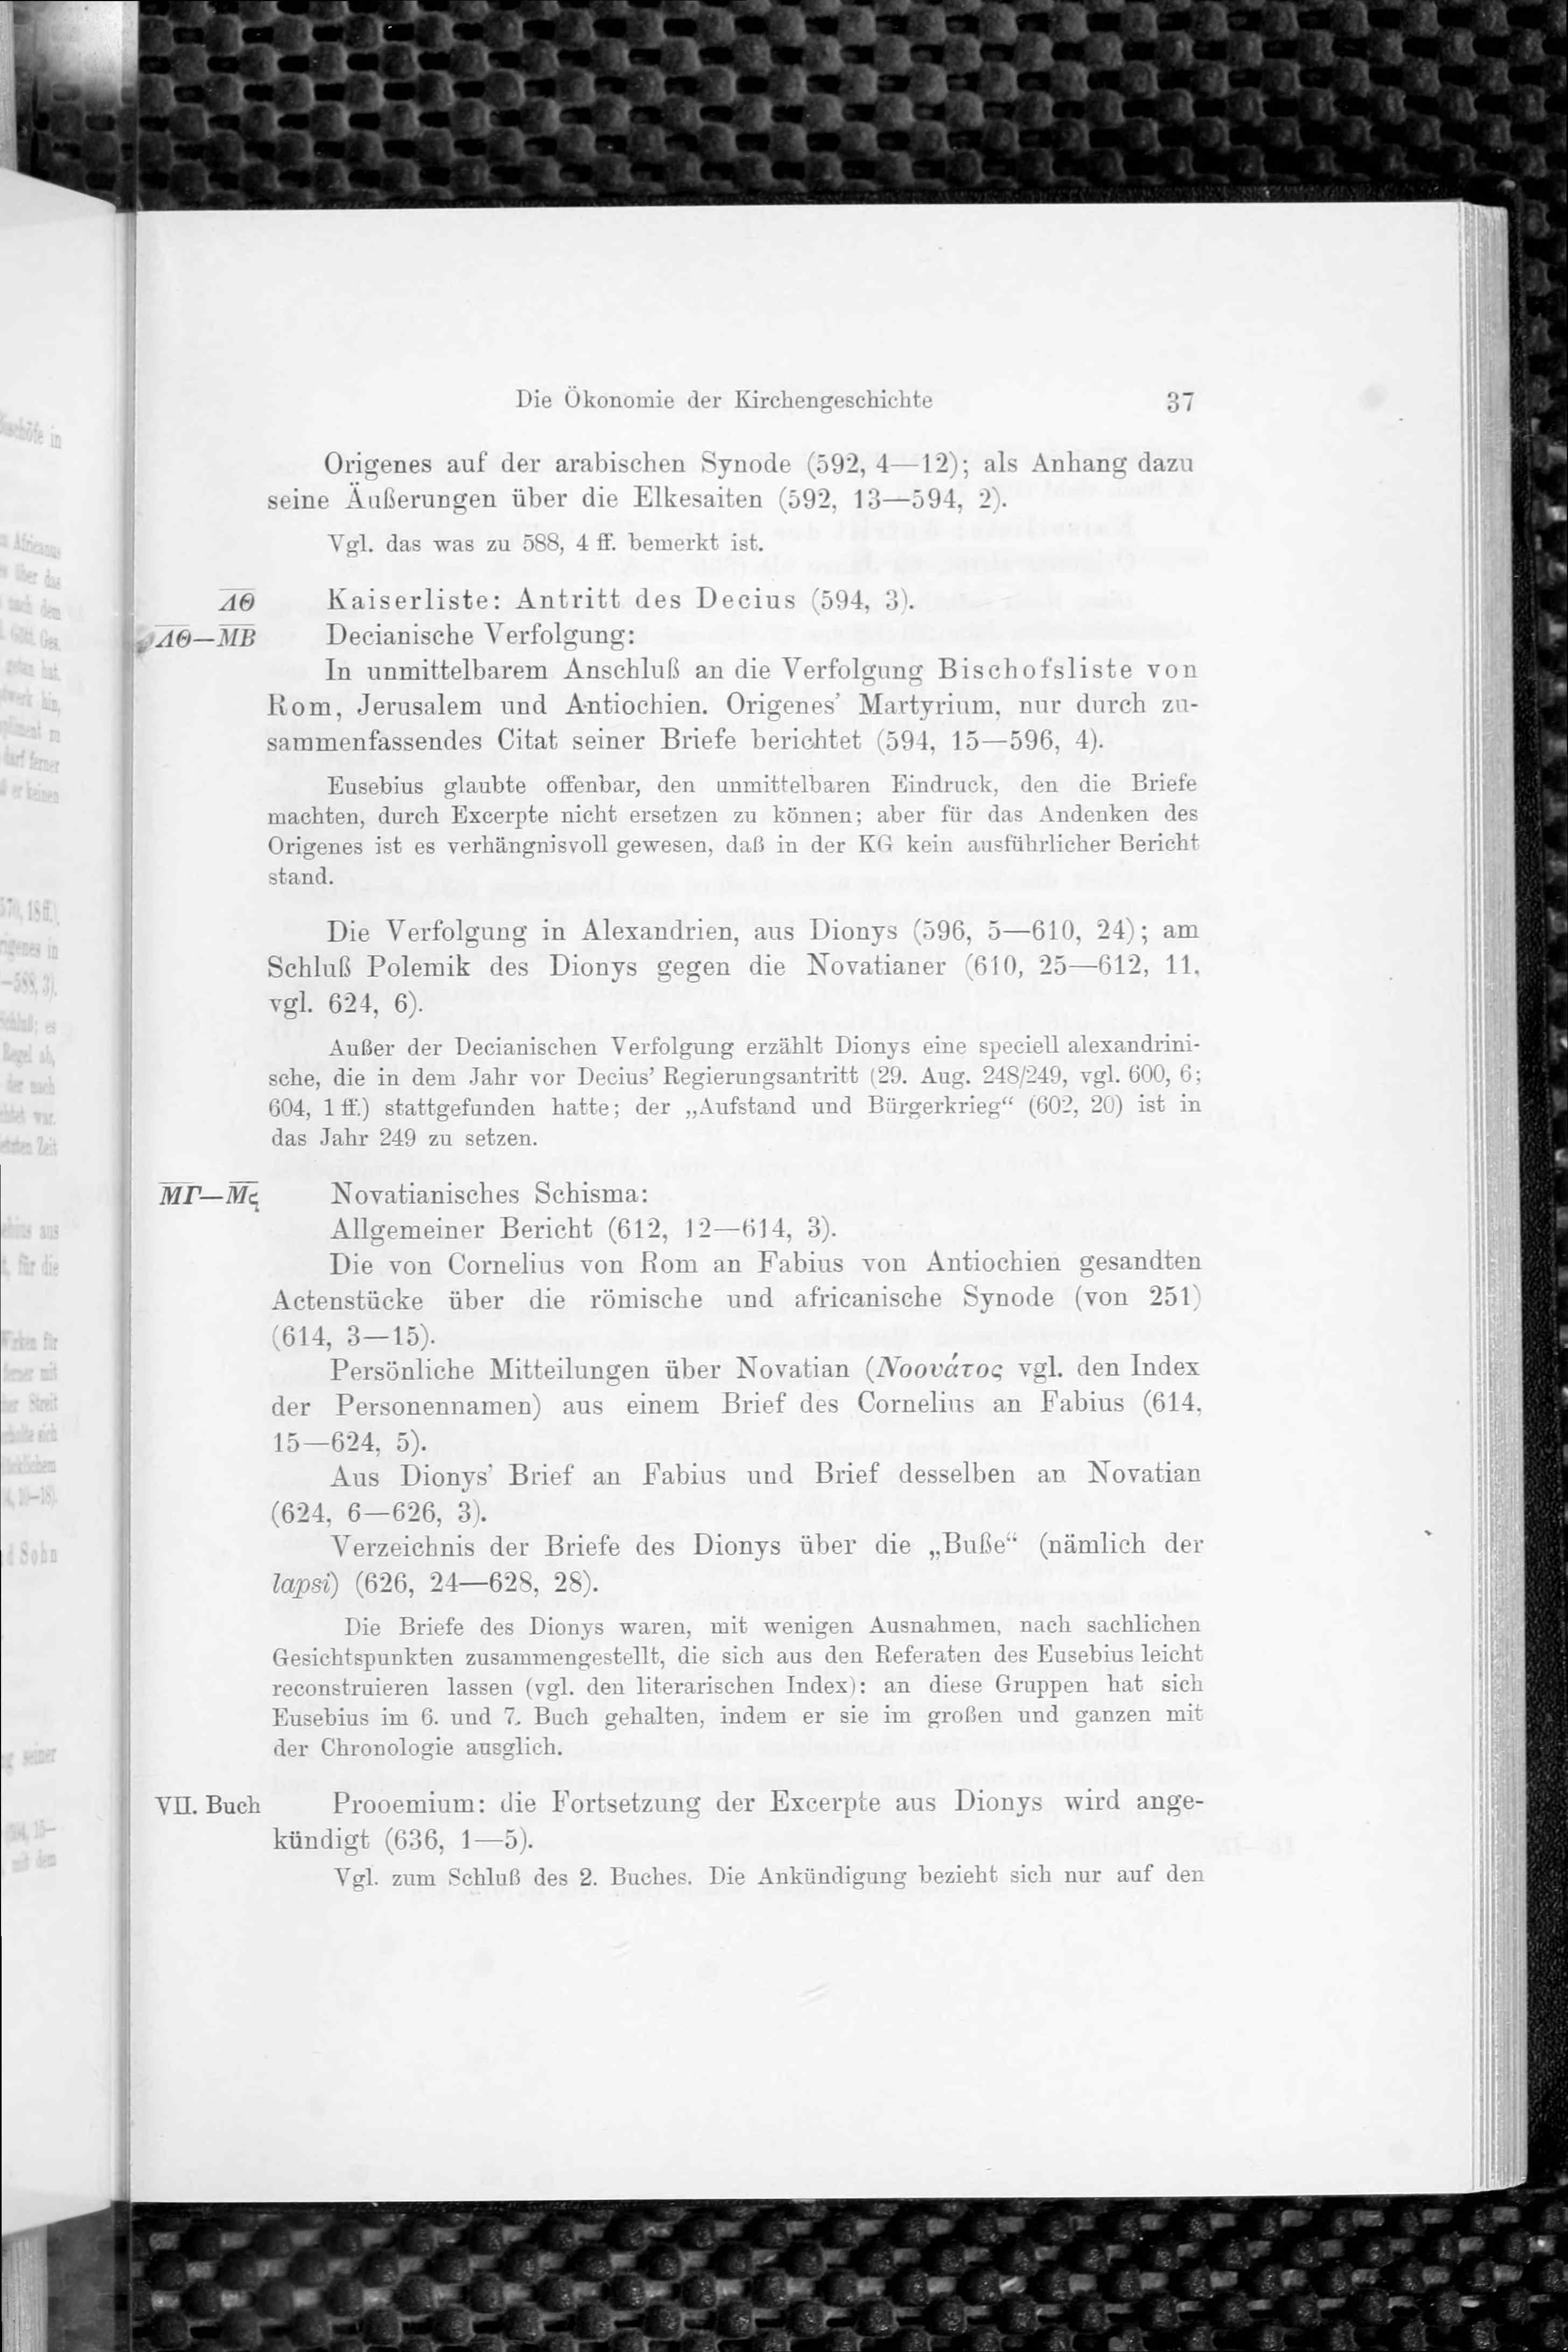 Die Ökonomie der Kirchengeschichte 37
Origenes auf der arabischen Synode (592, 4—12); als Anhang dazu
seine Äußerungen über die Elkesaiten (592, 13—594, 2).
Vgl. das was zu 588, 4 ff. bemerkt ist.
Λ̅Θ̅ Kaiserliste: Antritt des Decius (594, 3).
Λ̅Θ̅—M̅B̅ Decianische Verfolgung:
In unmittelbarem Anschluß an die Verfolgung Bischofsliste von
Rom, Jerusalem und Antiochien. Origenes’ Martyrium, nur durch zu-
sammenfassendes Citat seiner Briefe berichtet (594, 15—596, 4).
Eusebius glaubte offenbar, den unmittelbaren Eindruck, den die Briefe
machten, durch Excerpte nicht ersetzen zu können; aber für das Andenken des
Origenes ist es verhängnisvoll gewesen, daß in der KG kein ausführlicher Bericht
stand.
Die Verfolgung in Alexandrien, aus Dionys (596, 5—610, 24); am
Schluß Polemik des Dionys gegen die Novatianer (610, 25—612, 11,
vgl. 624, 6).
Außer der Decianischen Verfolgung erzählt Dionys eine speciell alexandrini-
sche, die in dem Jahr vor Decius’ Regierungsantritt (29. Aug. 248/249, vgl. 600, 6;
604, 1 ff.) stattgefunden hatte; der „Aufstand und Bürgerkrieg“ (602, 20) ist in
das Jahr 249 zu setzen.
M̅Γ̅—M̅ϛ̅ Novatianisches Schisma:
Allgemeiner Bericht (612, 12—614, 3).
Die von Cornelius von Rom an Fabius von Antiochien gesandten
Actenstücke über die römische und africanische Synode (von 251)
(614, 3—15).
Persönliche Mitteilungen über Novatian (Νοουάτος vgl. den Index
der Personennamen) aus einem Brief des Cornelius an Fabius (614,
15—624, 5).
Aus Dionys’ Brief an Fabius und Brief desselben an Novatian
(624, 6—626, 3).
Verzeichnis der Briefe des Dionys über die „Buße“ (nämlich der
lapsi) (626, 24—628, 28).
Die Briefe des Dionys waren, mit wenigen Ausnahmen, nach sachlichen
Gesichtspunkten zusammengestellt, die sich aus den Referaten des Eusebius leicht
reconstruieren lassen (vgl. den literarischen Index): an diese Gruppen hat sich
Eusebius im 6. und 7. Buch gehalten, indem er sie im großen und ganzen mit
der Chronologie ausglich.
VII. Buch Prooemium: die Fortsetzung der Excerpte aus Dionys wird ange-
kündigt (636, 1—5).
Vgl. zum Schluß des 2. Buches. Die Ankündigung bezieht sich nur auf den